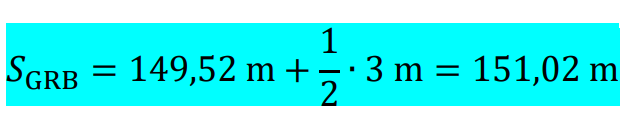 S_GRB = 149,52 m + 1/2 · 3 m = 151,02 m